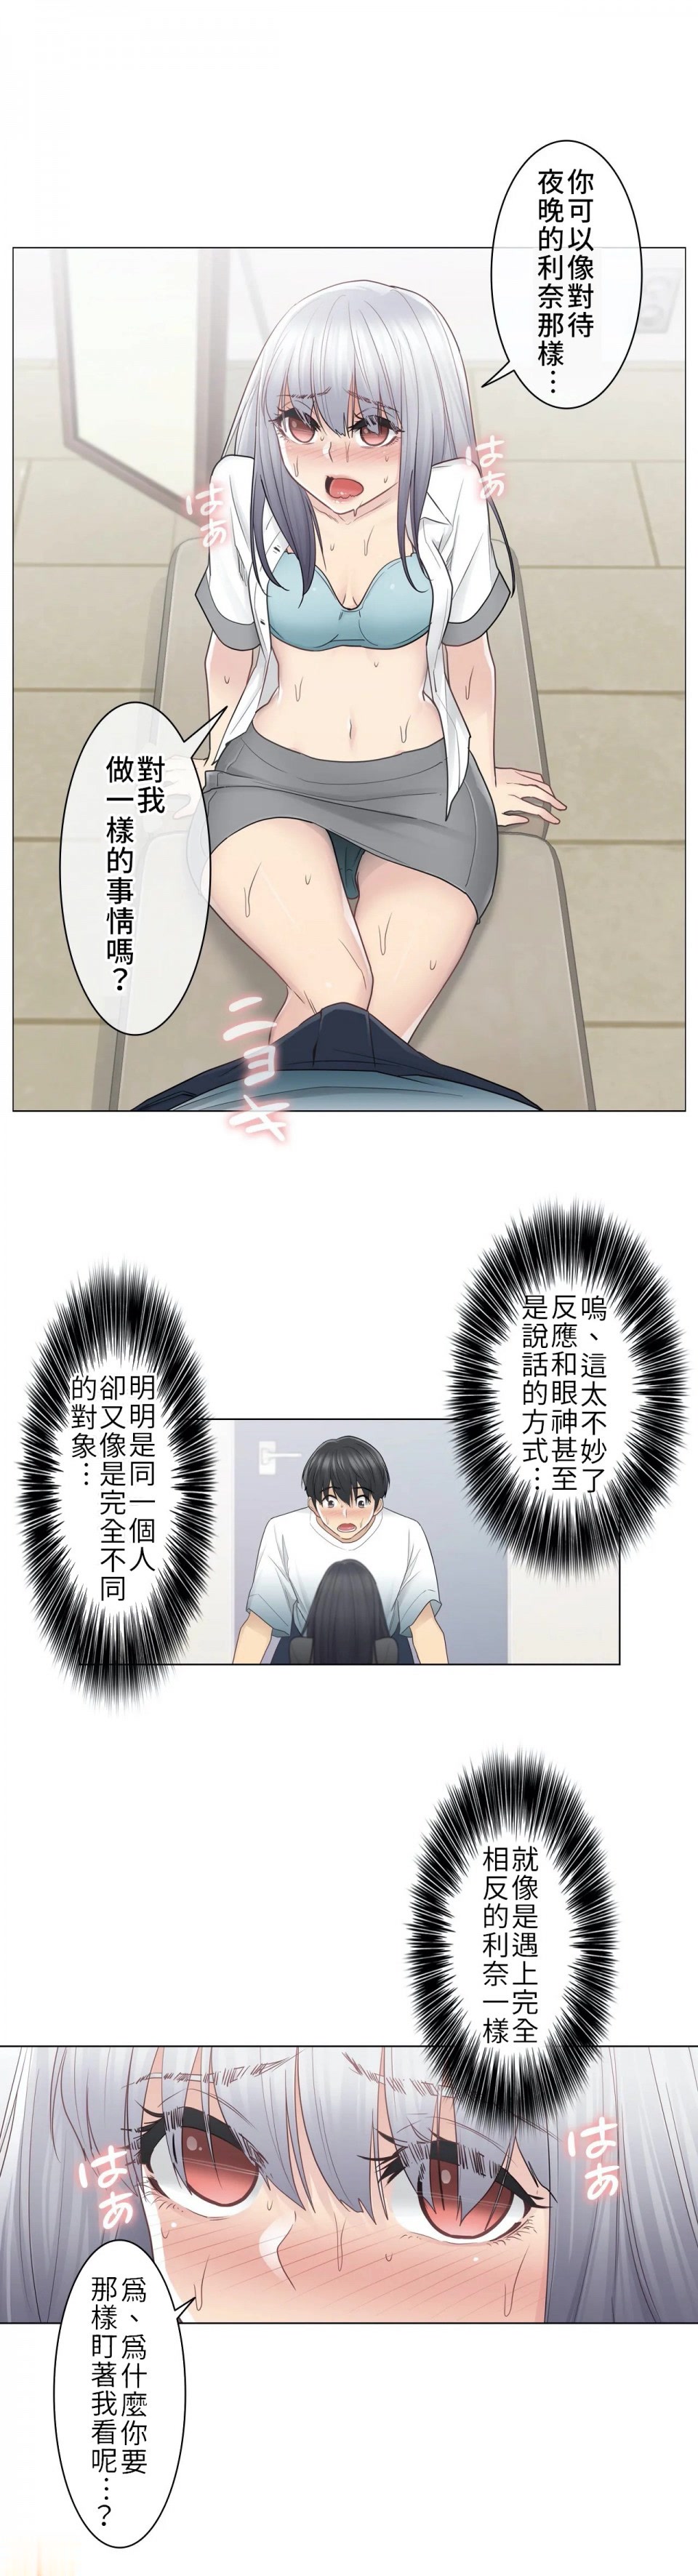 你可以像對待
夜晚的利奈那樣…
はぁ
はぁ
對我
做一樣的事情嗎？
ニョキ
嗚、這太不妙了
反應和眼神甚至
是說話的方式…
明明是同一個人
卻又像是完全不同
的對象…
就像是遇上完全
相反的利奈一樣
はぁ
はぁ
爲、爲什麼你要
那樣盯著我看呢…？